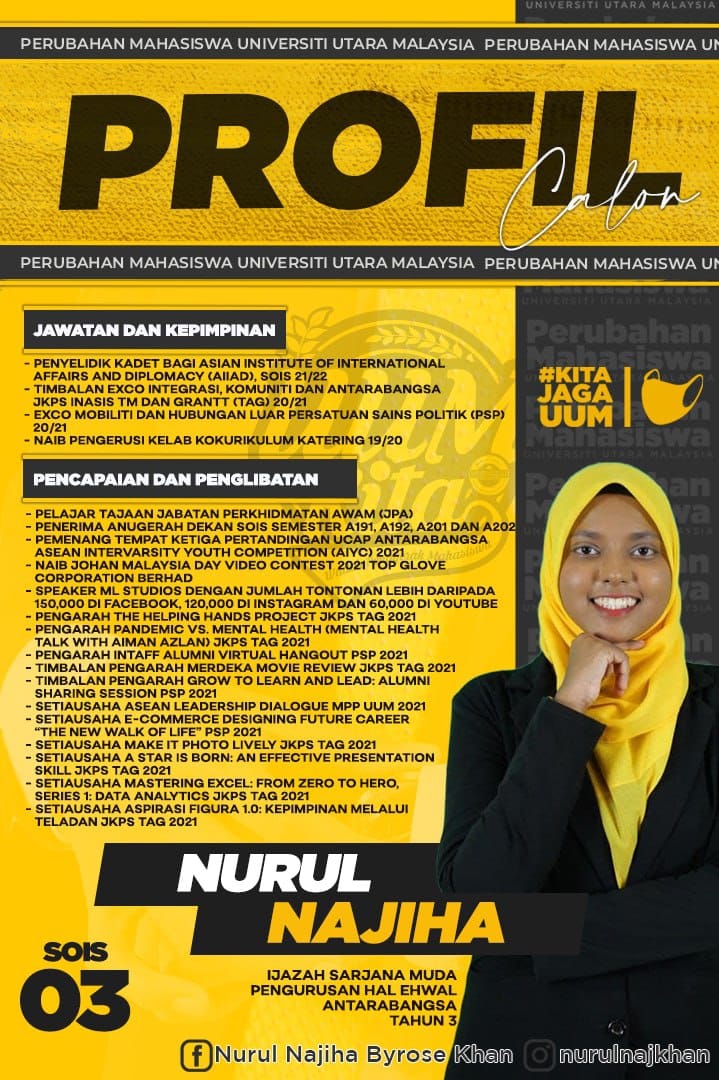 UNIVERSITI UTARA MALAYSIA
PERUBAHAN MAHASISWA UNIVERSITI UTARA MALAYSIA PERUBAHAN MAHASISWA UN
PROFIL
Calon
PERUBAHAN MAHASISWA UNIVERSITI UTARA MALAYSIA PERUBAHAN MAHASISWA UN
UNIVERSITI UTARA MALAYSIA
JAWATAN DAN KEPIMPINAN
- PENYELIDIK KADET BAGI ASIAN INSTITUTE OF INTERNATIONAL
AFFAIRS AND DIPLOMACY (AIIAD), SOIS 21/22
- TIMBALAN EXCO INTEGRASI, KOMUNITI DAN ANTARABANGSA
JKPS INASIS TM DAN GRANTT (TAG) 20/21
- EXCO MOBILITI DAN HUBUNGAN LUAR PERSATUAN SAINS POLITIK (PSP)
20/21
- NAIB PENGERUSI KELAB KOKURIKULUM KATERING 19/20
Perubahan
Mahasiswa
UNIVERSITI UTARA MALAYSIA
#KITA
JAGA
UUM
PENCAPAIAN DAN PENGLIBATAN
- PELAJAR TAJAAN JABATAN PERKHIDMATAN AWAM (JPA)
- PENERIMA ANUGERAH DEKAN SOIS SEMESTER A191, A192, A201 DAN A202
- PEMENANG TEMPAT KETIGA PERTANDINGAN UCAP ANTARABANGSA
ASEAN INTERVARSITY YOUTH COMPETITION (AIYC) 2021
- NAIB JOHAN MALAYSIA DAY VIDEO CONTEST 2021 TOP GLOVE
CORPORATION BERHAD
- SPEAKER ML STUDIOS DENGAN JUMLAH TONTONAN LEBIH DARIPADA
150,000 DI FACEBOOK, 120,000 DI INSTAGRAM DAN 60,000 DI YOUTUBE
- PENGARAH THE HELPING HANDS PROJECT JKPS TAG 2021
- PENGARAH PANDEMIC VS. MENTAL HEALTH (MENTAL HEALTH
TALK WITH AIMAN AZLAN) JKPS TAG 2021
- PENGARAH INTAFF ALUMNI VIRTUAL HANGOUT PSP 2021
- TIMBALAN PENGARAH MERDEKA MOVIE REVIEW JKPS TAG 2021
- TIMBALAN PENGARAH GROW TO LEARN AND LEAD: ALUMNI
SHARING SESSION PSP 2021
- SETIAUSAHA ASEAN LEADERSHIP DIALOGUE MPP UUM 2021
- SETIAUSAHA E-COMMERCE DESIGNING FUTURE CAREER
“THE NEW WALK OF LIFE” PSP 2021
- SETIAUSAHA MAKE IT PHOTO LIVELY JKPS TAG 2021
- SETIAUSAHA A STAR IS BORN: AN EFFECTIVE PRESENTATION
SKILL JKPS TAG 2021
- SETIAUSAHA MASTERING EXCEL: FROM ZERO TO HERO,
SERIES 1: DATA ANALYTICS JKPS TAG 2021
- SETIAUSAHA ASPIRASI FIGURA 1.0: KEPIMPINAN MELALUI
TELADAN JKPS TAG 2021
NURUL
NAJIHA
SOIS
03
IJAZAH SARJANA MUDA
PENGURUSAN HAL EHWAL
ANTARABANGSA
TAHUN 3
Nurul Najiha Byrose Khan nurulnajkhan